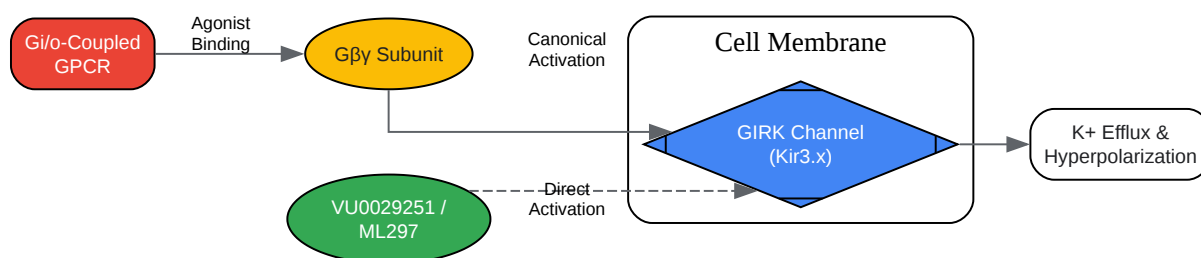 Gi/o-Coupled
GPCR
Agonist
Binding
Gβγ Subunit
Canonical
Activation
Cell Membrane
GIRK Channel
(Kir3.x)
K+ Efflux &
Hyperpolarization
VU0029251 /
ML297
Direct
Activation